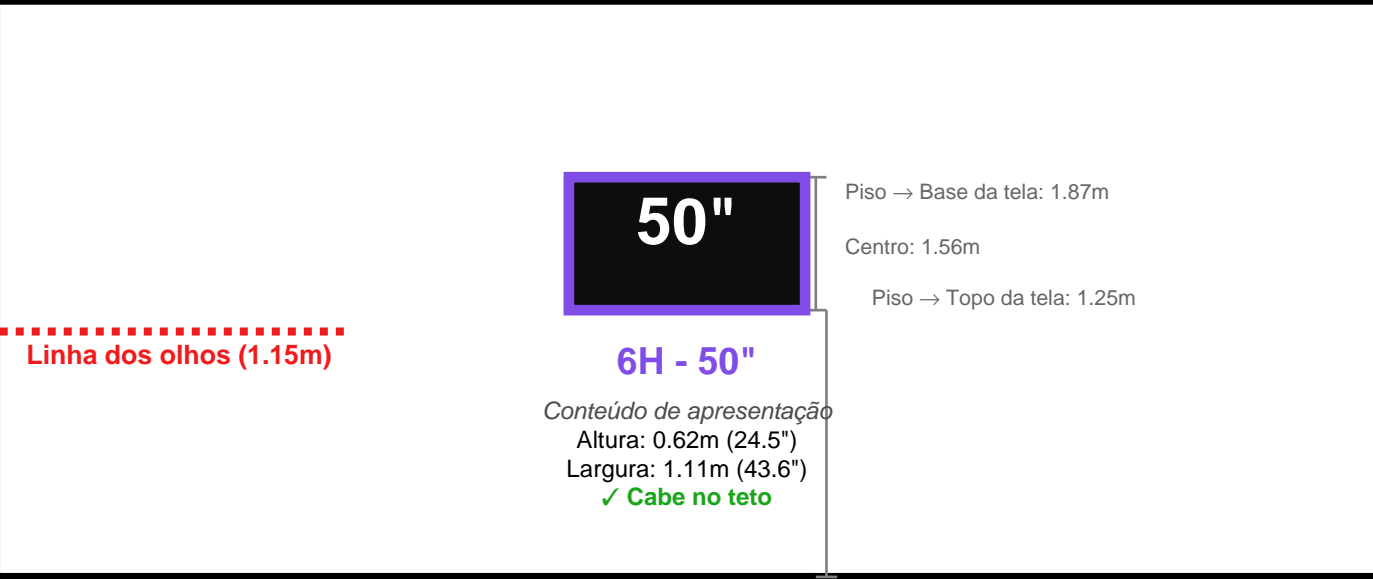 50"
Piso → Base da tela: 1.87m
Centro: 1.56m
Piso → Topo da tela: 1.25m
Linha dos olhos (1.15m)
6H - 50"
Conteúdo de apresentação
Altura: 0.62m (24.5")
Largura: 1.11m (43.6")
✓ Cabe no teto